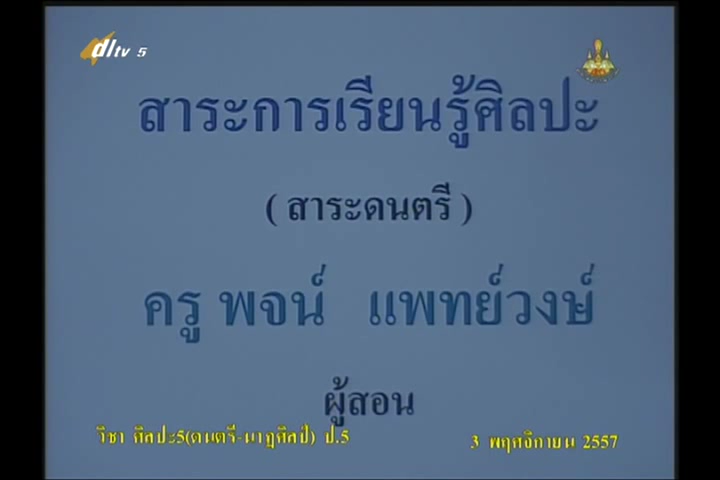 dltv 5
สาระการเรียนรู้ศิลปะ
( สาระดนตรี )
ครู พจน์ แพทย์วงษ์
ผู้สอน
วิชา ศิลปะ5(ดนตรี-นาฏศิลป์) ป.5
3 พฤศจิกายน 2557